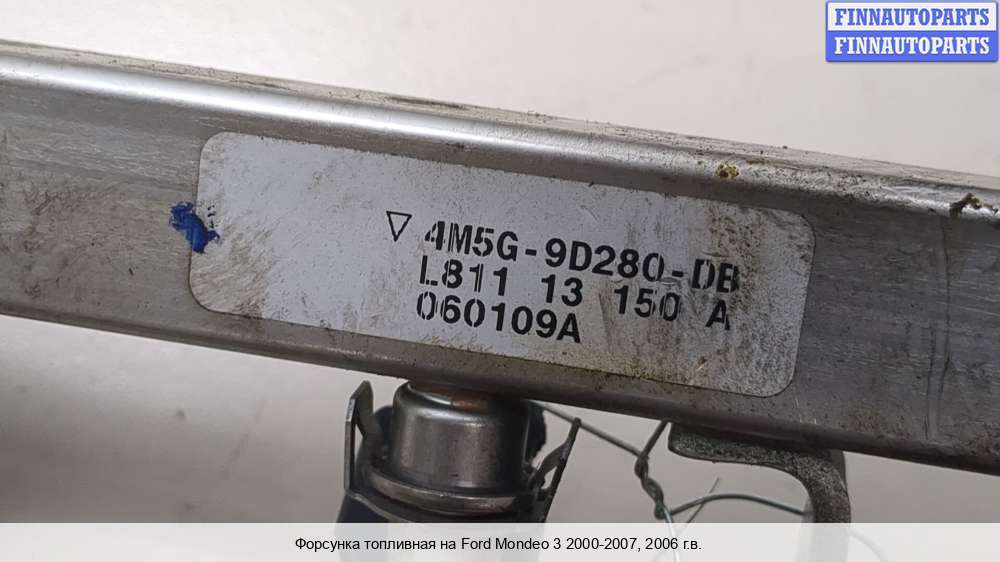 FINNAUTOPARTS
FINNAUTOPARTS
▽ 4M5G-9D280-DB
L811 13 150 A
060109A
Форсунка топливная на Ford Mondeo 3 2000-2007, 2006 г.в.